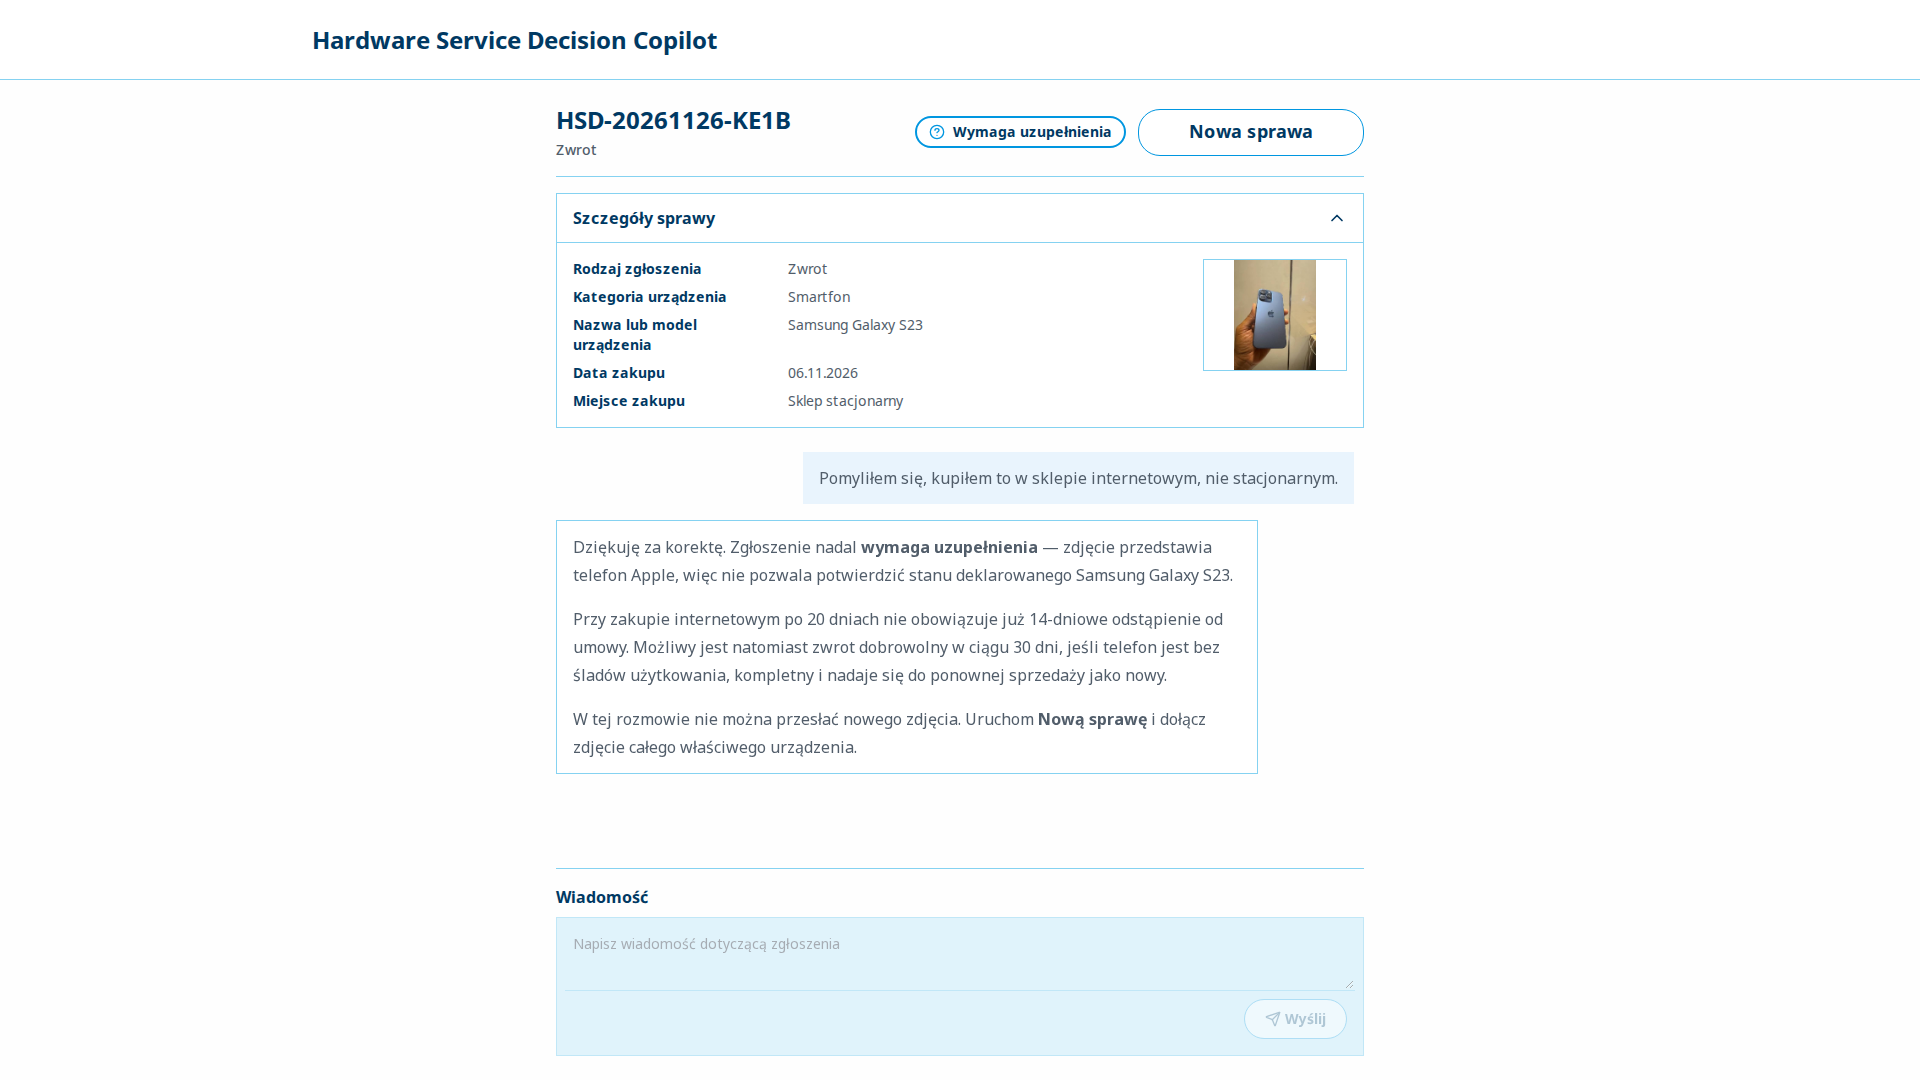 Hardware Service Decision Copilot
HSD-20261126-KE1B
Zwrot
Wymaga uzupełnienia
Nowa sprawa
Szczegóły sprawy
Rodzaj zgłoszenia
Zwrot
Kategoria urządzenia
Smartfon
Nazwa lub model
urządzenia
Samsung Galaxy S23
Data zakupu
06.11.2026
Miejsce zakupu
Sklep stacjonarny
Pomyliłem się, kupiłem to w sklepie internetowym, nie stacjonarnym.
Dziękuję za korektę. Zgłoszenie nadal wymaga uzupełnienia — zdjęcie przedstawia
telefon Apple, więc nie pozwala potwierdzić stanu deklarowanego Samsung Galaxy S23.
Przy zakupie internetowym po 20 dniach nie obowiązuje już 14-dniowe odstąpienie od
umowy. Możliwy jest natomiast zwrot dobrowolny w ciągu 30 dni, jeśli telefon jest bez
śladów użytkowania, kompletny i nadaje się do ponownej sprzedaży jako nowy.
W tej rozmowie nie można przesłać nowego zdjęcia. Uruchom Nową sprawę i dołącz
zdjęcie całego właściwego urządzenia.
Wiadomość
Napisz wiadomość dotyczącą zgłoszenia
Wyślij